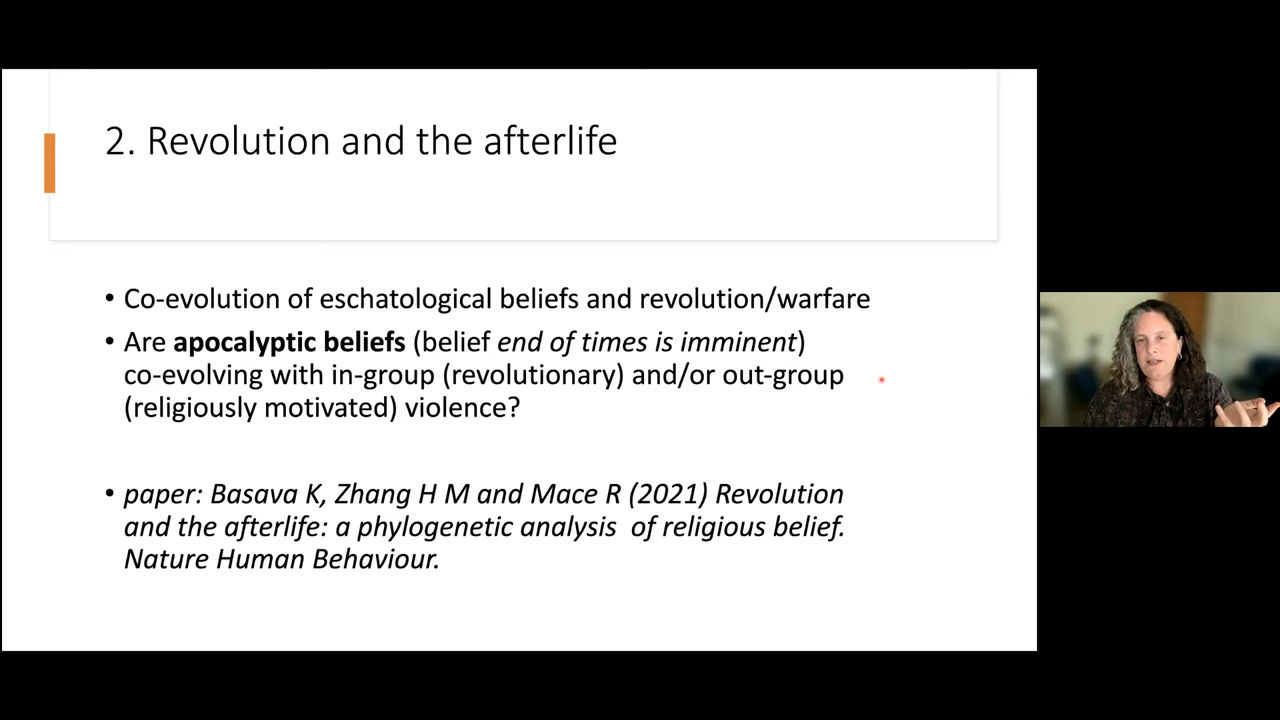 2. Revolution and the afterlife
• Co-evolution of eschatological beliefs and revolution/warfare
• Are apocalyptic beliefs (belief end of times is imminent)
co-evolving with in-group (revolutionary) and/or out-group
(religiously motivated) violence?
• paper: Basava K, Zhang H M and Mace R (2021) Revolution
and the afterlife: a phylogenetic analysis  of religious belief.
Nature Human Behaviour.